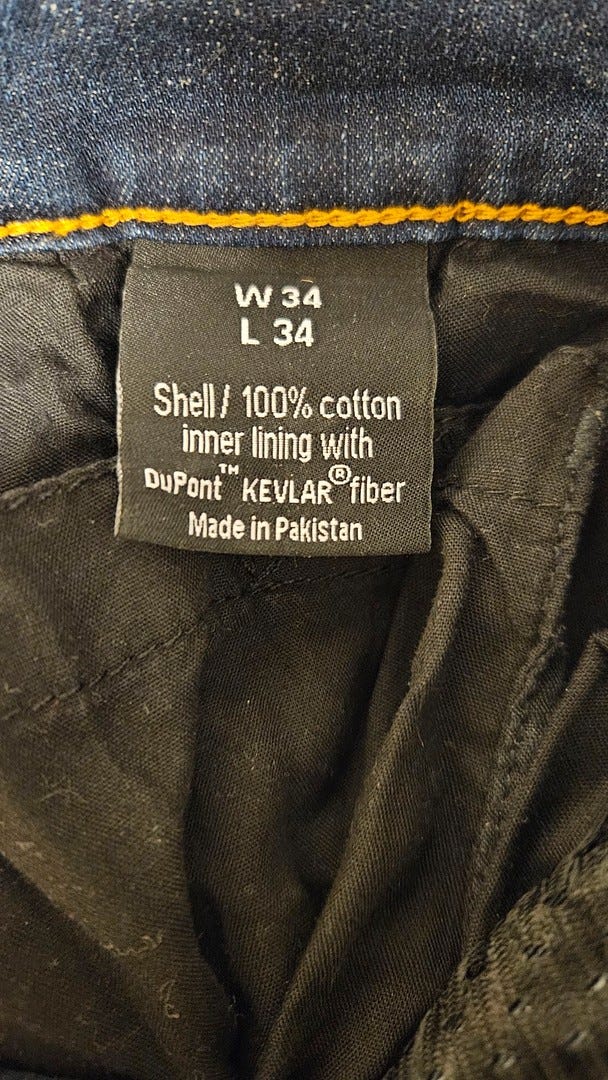 W 34
L 34
Shell / 100% cotton
inner lining with
DuPont™ KEVLAR® fiber
Made in Pakistan